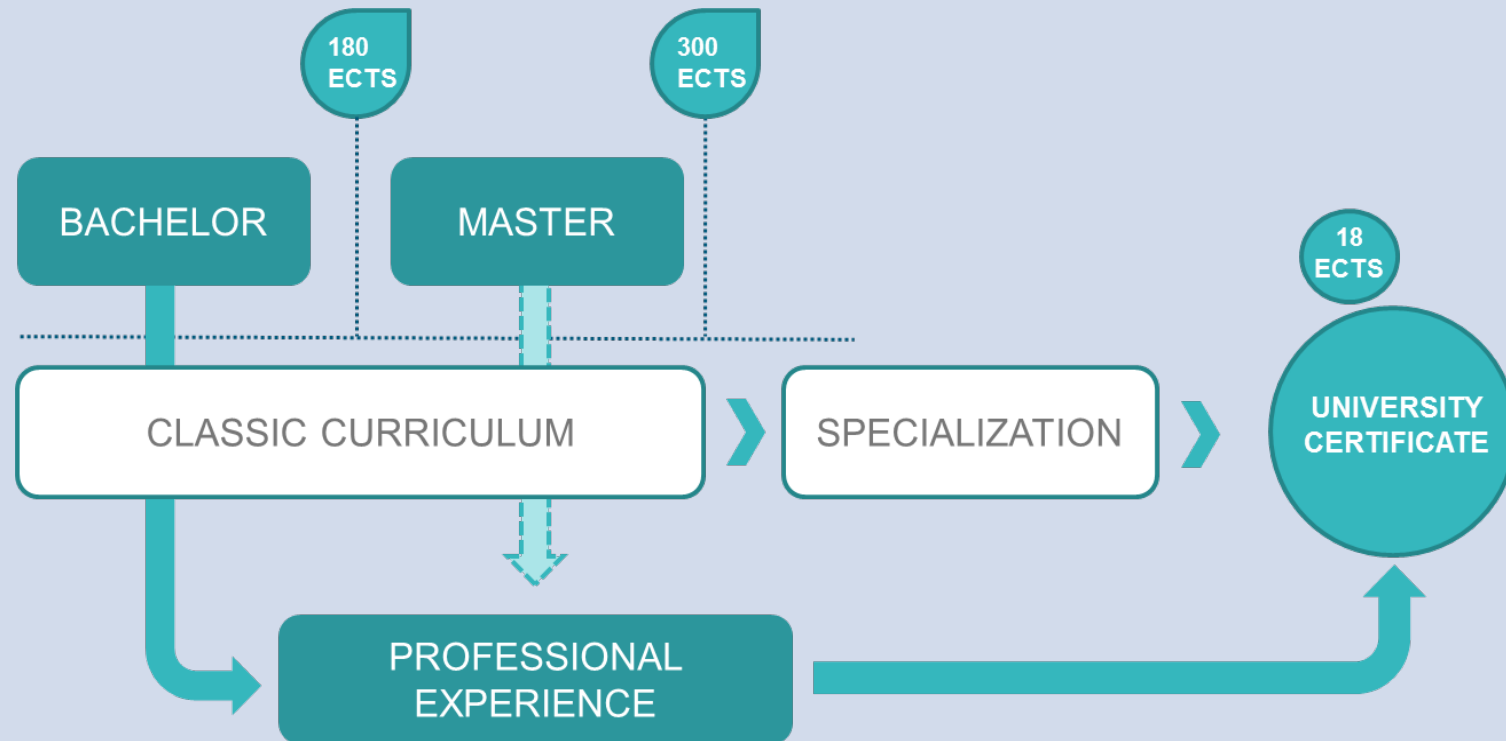 180
ECTS
300
ECTS
BACHELOR
MASTER
18
ECTS
CLASSIC CURRICULUM
SPECIALIZATION
UNIVERSITY
CERTIFICATE
PROFESSIONAL
EXPERIENCE